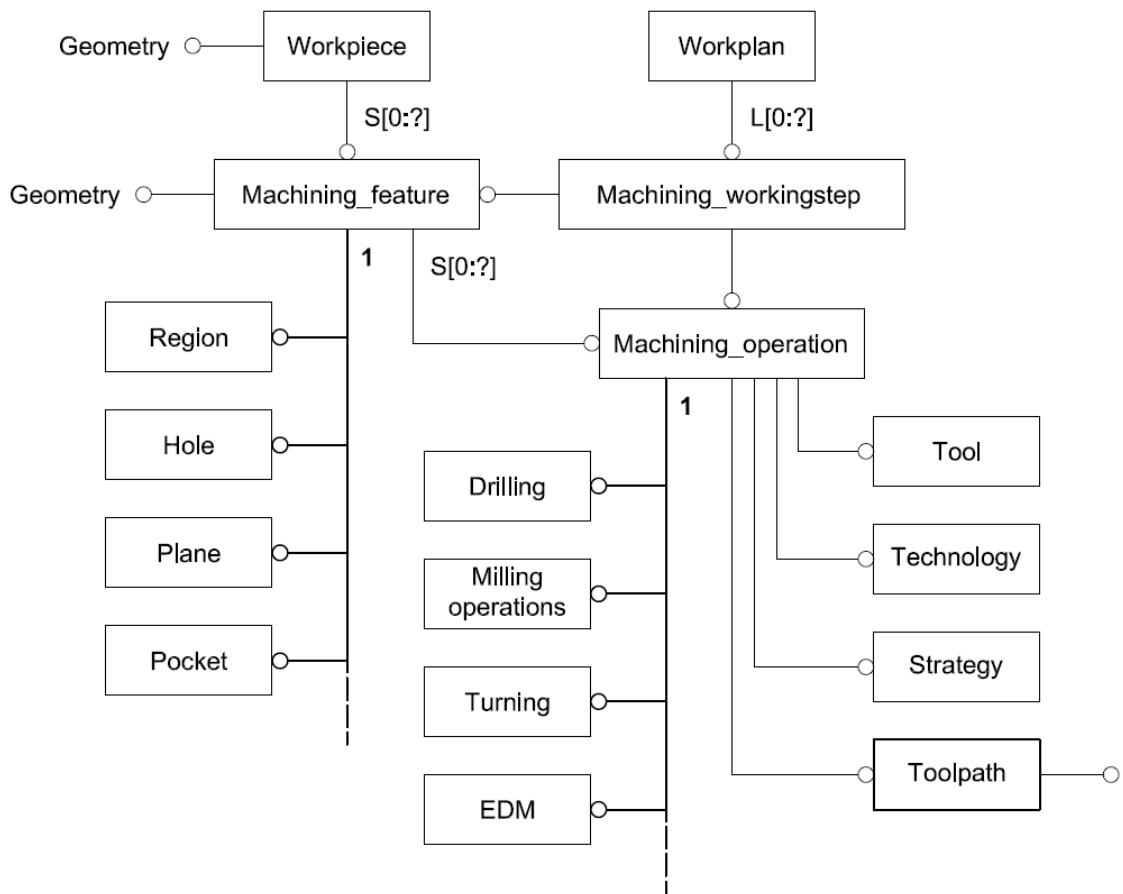 Geometry
Workpiece
Workplan
S[0:?]
L[0:?]
Geometry
Machining_feature
Machining_workingstep
1
S[0:?]
Region
Machining_operation
1
Hole
Tool
Drilling
Plane
Technology
Milling
operations
Pocket
Strategy
Turning
Toolpath
EDM